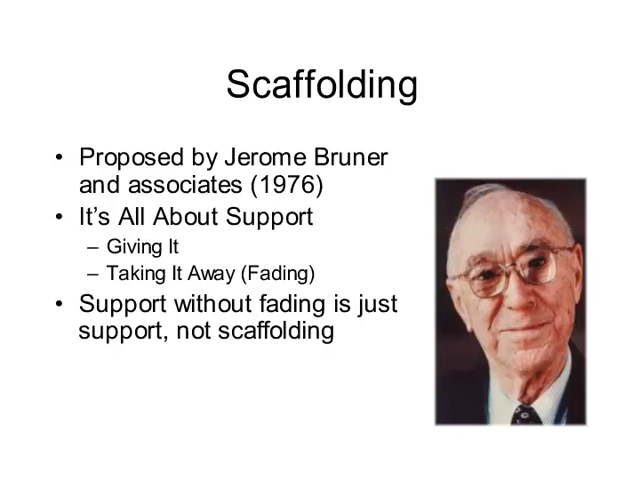 Scaffolding
• Proposed by Jerome Bruner
and associates (1976)
• It's All About Support
– Giving It
– Taking It Away (Fading)
• Support without fading is just
support, not scaffolding